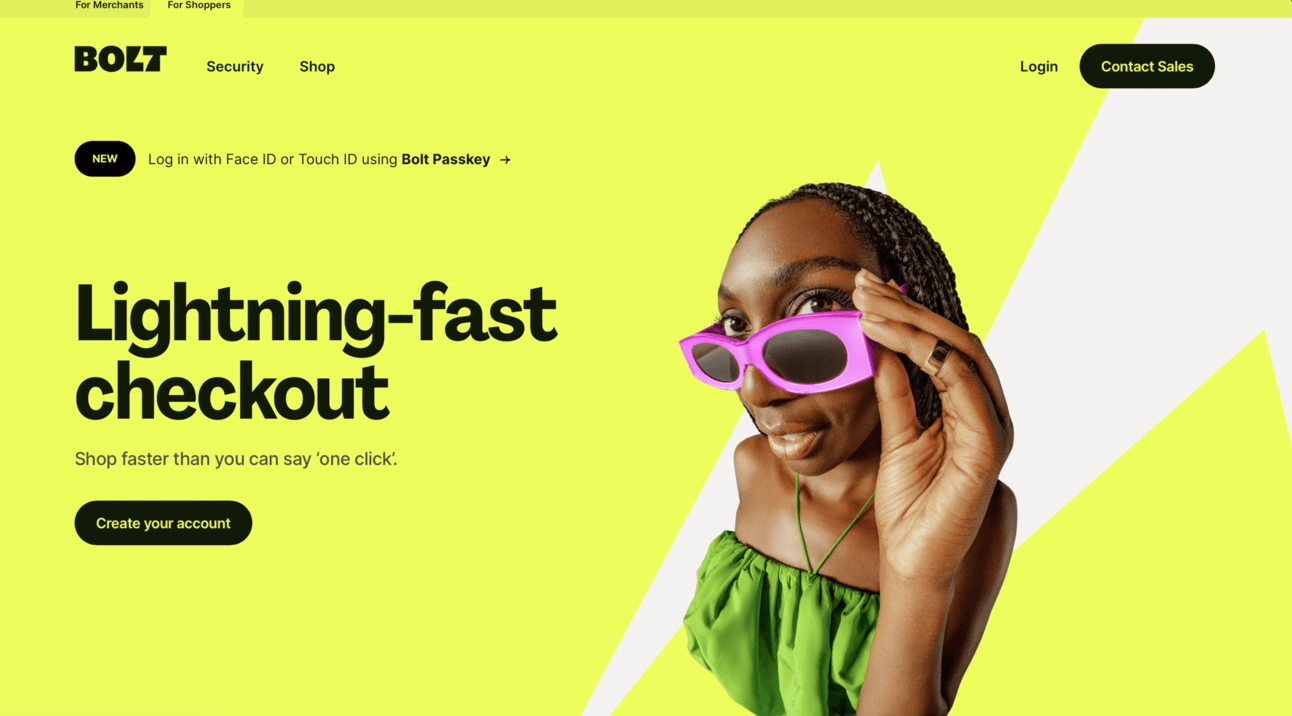 For Merchants For Shoppers
BOLT Security Shop Login Contact Sales
NEW Log in with Face ID or Touch ID using Bolt Passkey →
Lightning-fast
checkout
Shop faster than you can say ‘one click’.
Create your account